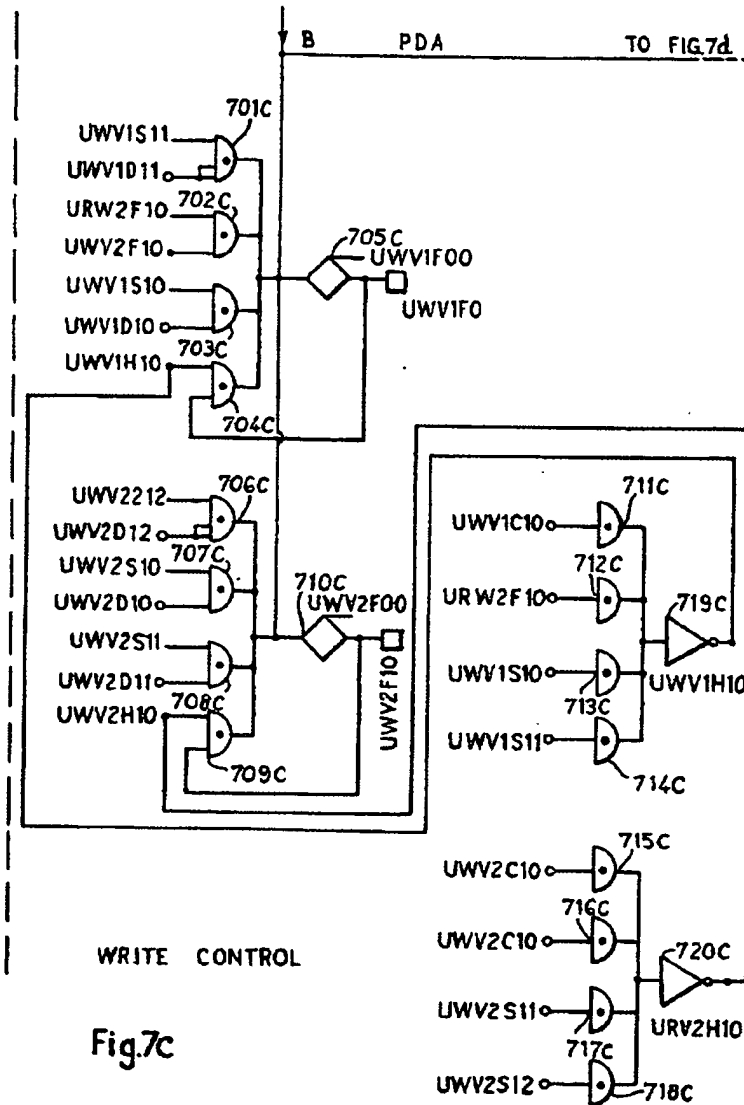 B PDA TO FIG.7d
701C
UWV1S11
UWV1D11
702C
URW2F10
UWV2F10
705C
UWV1F00
UWV1F0
UWV1S10
UWV1D10
703C
UWV1H10
704C
UWV2212
706C
UWV2D12
707C
UWV2S10
UWV2D10
710C
UWV2F00
UWV2F10
UWV2S11
UWV2D11
708C
UWV2H10
709C
711C
UWV1C10
712C
URW2F10
719C
UWV1H10
UWV1S10
713C
UWV1S11
714C
715C
UWV2C10
716C
UWV2C10
720C
URV2H10
UWV2S11
717C
UWV2S12
718C
WRITE CONTROL
Fig.7c